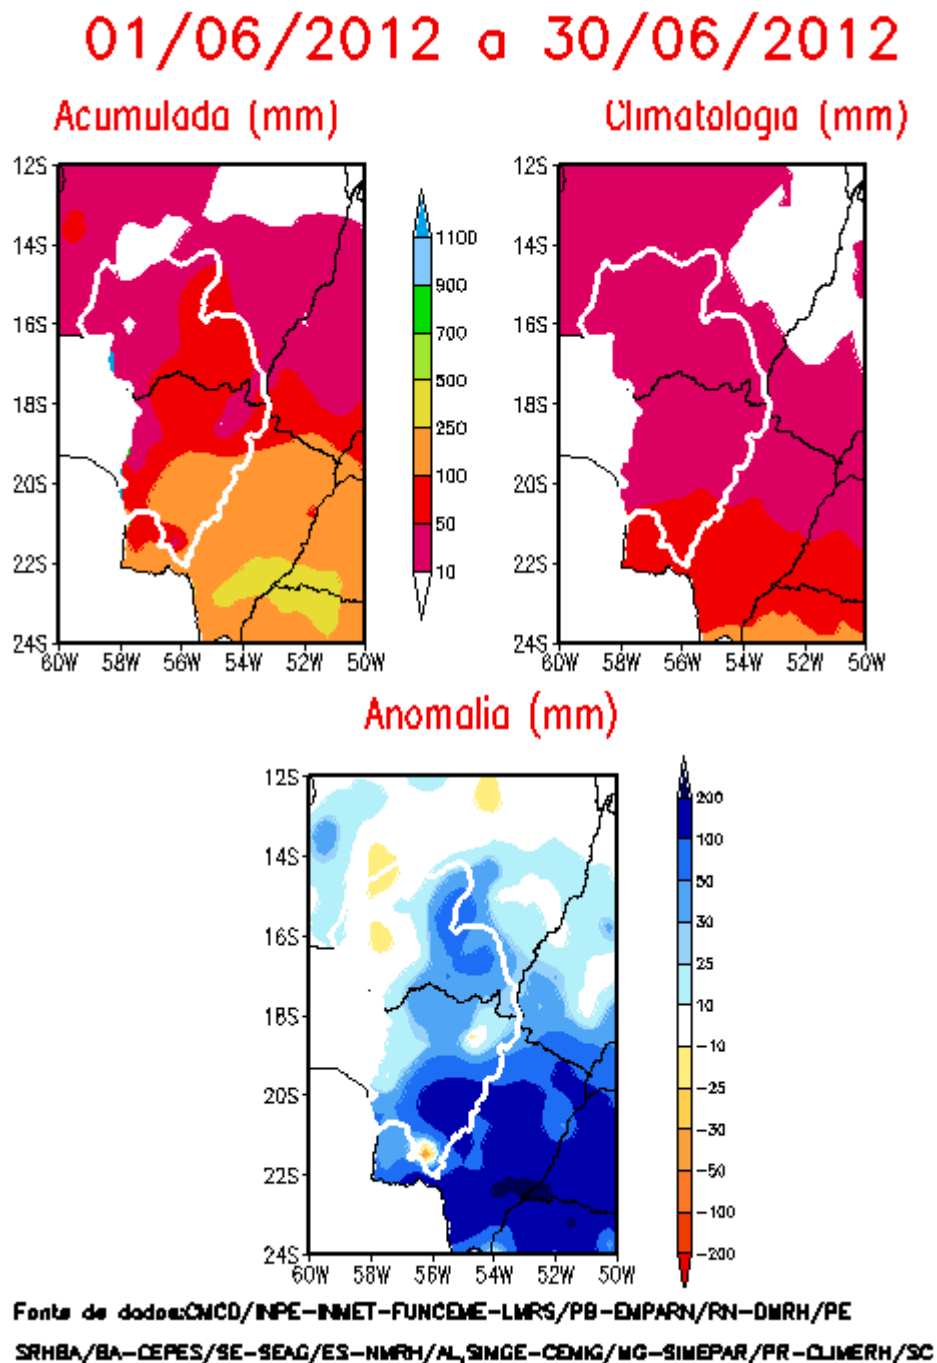 01/06/2012 a 30/06/2012
Acumulada (mm)
Climatologia (mm)
12S
14S
16S
18S
20S
22S
24S
60W 58W 56W 54W 52W 50W
1100
900
700
500
250
100
50
10
12S
14S
16S
18S
20S
22S
24S
60W 58W 56W 54W 52W 50W
Anomalia (mm)
12S
14S
16S
18S
20S
22S
24S
60W 58W 56W 54W 52W 50W
200
100
50
30
25
10
-10
-25
-30
-50
-100
-200
Fonte de dados:CMCD/INPE-INMET-FUNCEME-LMRS/PB-EMPARN/RN-DMRH/PE
SRHBA/BA-CEPES/SE-SEAG/ES-NMRH/AL,SIMGE-CEMIG/MG-SIMEPAR/PR-CLIMERH/SC